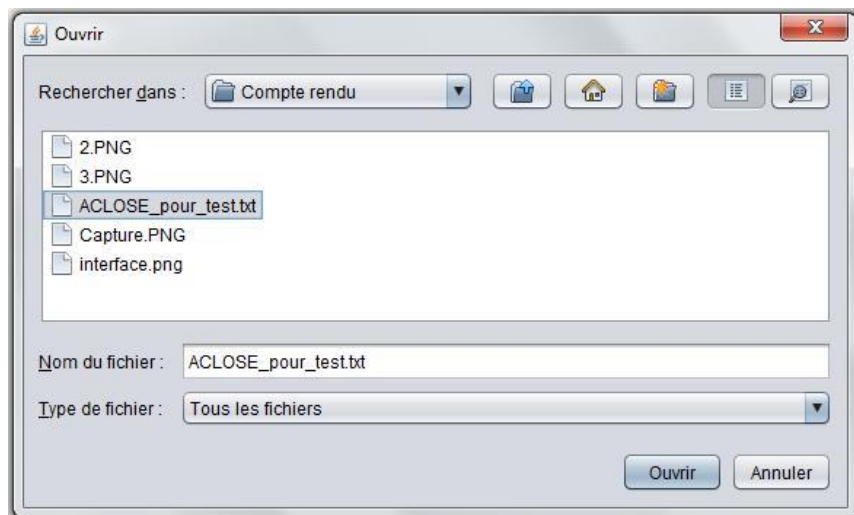 Ouvrir
Rechercher dans : Compte rendu
2.PNG
3.PNG
ACLOSE_pour_test.txt
Capture.PNG
interface.png
Nom du fichier : ACLOSE_pour_test.txt
Type de fichier : Tous les fichiers
Ouvrir Annuler